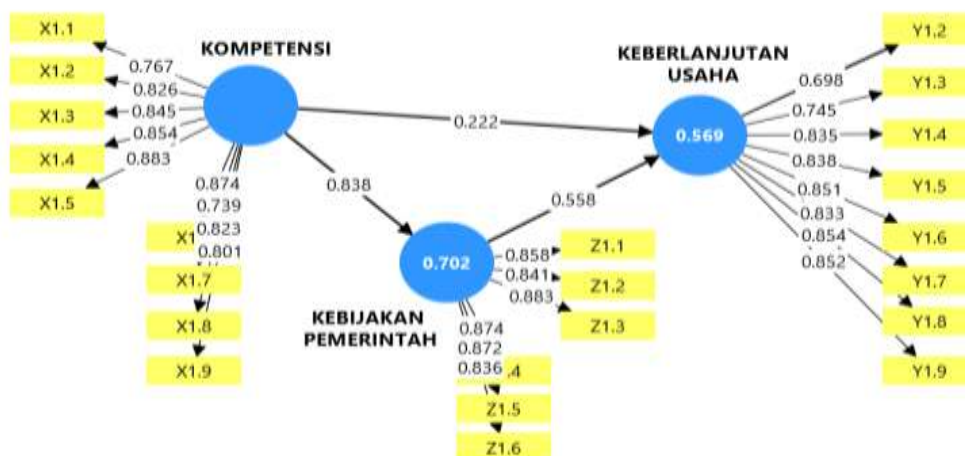 X1.1
X1.2
X1.3
X1.4
X1.5
0.767
0.826
0.845
0.854
0.883
KOMPETENSI
0.874
0.739
0.823
0.801
X1
X1.7
X1.8
X1.9
0.222
0.838
0.558
0.702
KEBIJAKAN
PEMERINTAH
0.858
0.841
0.883
Z1.1
Z1.2
Z1.3
0.874
0.872
0.836
.4
Z1.5
Z1.6
KEBERLANJUTAN
USAHA
0.569
0.698
0.745
0.835
0.838
0.851
0.833
0.854
0.852
Y1.2
Y1.3
Y1.4
Y1.5
Y1.6
Y1.7
Y1.8
Y1.9